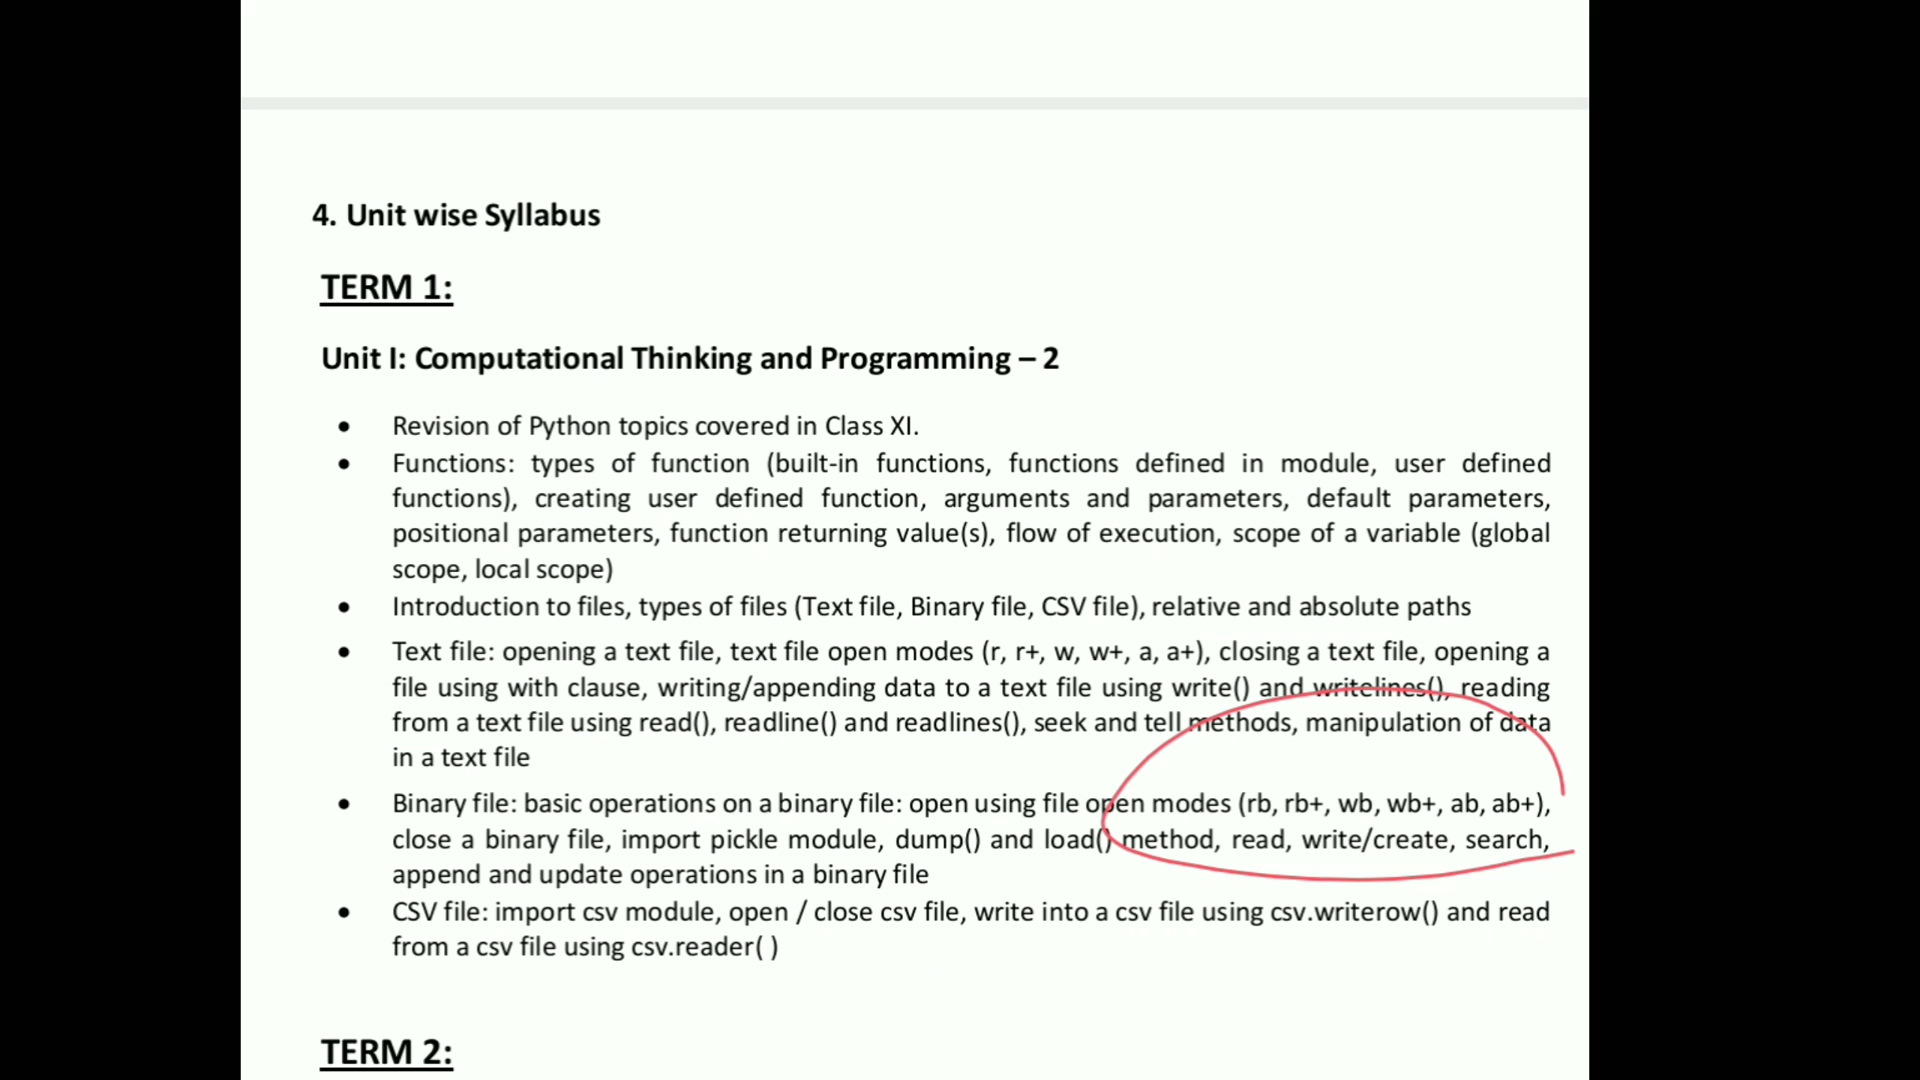 4. Unit wise Syllabus
TERM 1:
Unit I: Computational Thinking and Programming – 2
• Revision of Python topics covered in Class XI.
• Functions: types of function (built-in functions, functions defined in module, user defined
functions), creating user defined function, arguments and parameters, default parameters,
positional parameters, function returning value(s), flow of execution, scope of a variable (global
scope, local scope)
• Introduction to files, types of files (Text file, Binary file, CSV file), relative and absolute paths
• Text file: opening a text file, text file open modes (r, r+, w, w+, a, a+), closing a text file, opening a
file using with clause, writing/appending data to a text file using write() and writelines(), reading
from a text file using read(), readline() and readlines(), seek and tell methods, manipulation of data
in a text file
• Binary file: basic operations on a binary file: open using file open modes (rb, rb+, wb, wb+, ab, ab+),
close a binary file, import pickle module, dump() and load() method, read, write/create, search,
append and update operations in a binary file
• CSV file: import csv module, open / close csv file, write into a csv file using csv.writerow() and read
from a csv file using csv.reader( )
TERM 2: